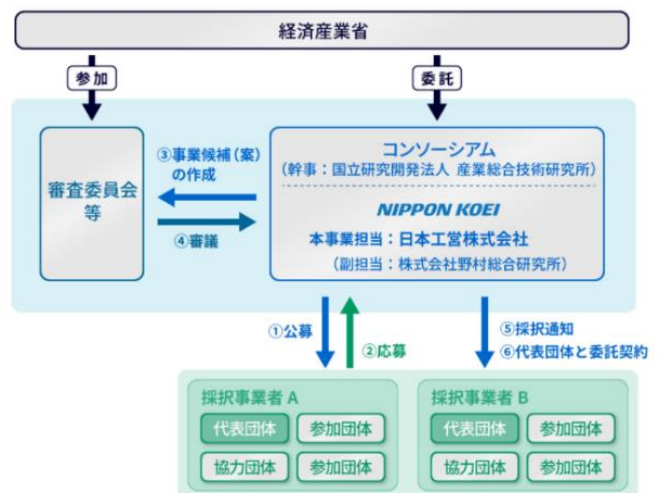 経済産業省
参加
委託
審査委員会
等
③事業候補(案)
の作成
④審議
コンソーシアム
(幹事:国立研究開発法人 産業総合技術研究所)
NIPPON KOEI
本事業担当:日本工営株式会社
(副担当:株式会社野村総合研究所)
①公募
②応募
⑤採択通知
⑥代表団体と委託契約
採択事業者 A
代表団体
参加団体
協力団体
参加団体
採択事業者 B
代表団体
参加団体
協力団体
参加団体